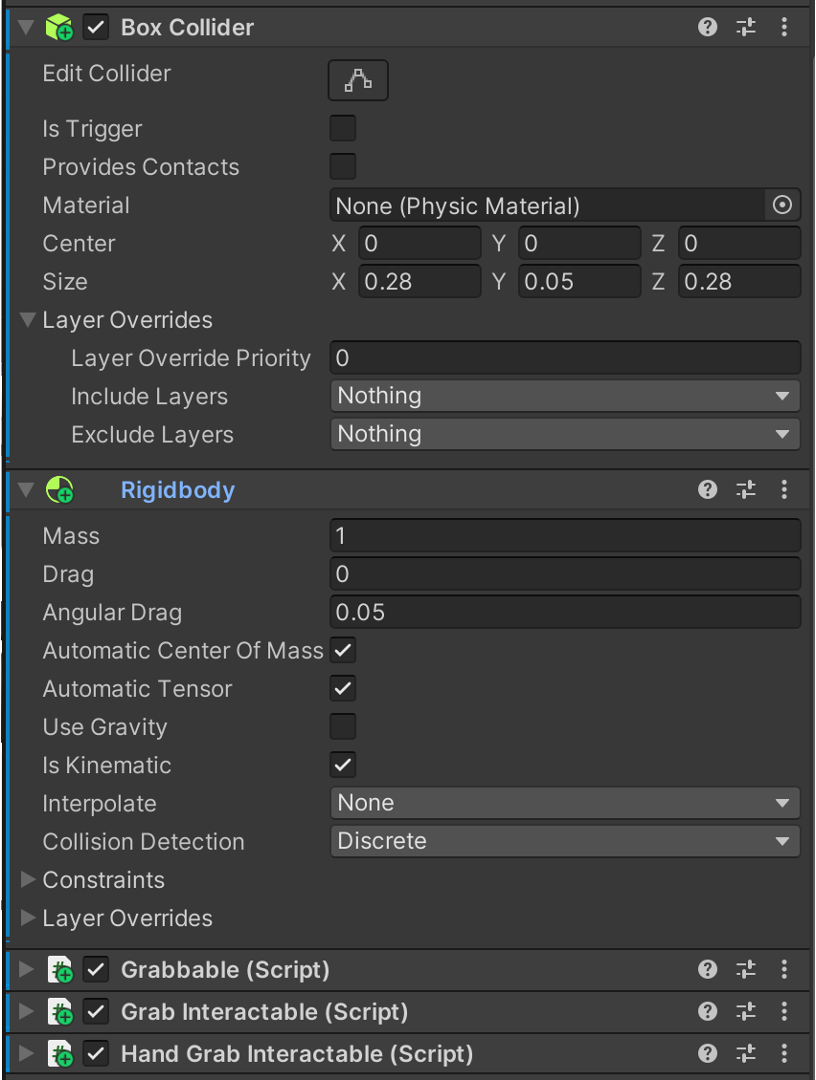 Box Collider
Edit Collider
Is Trigger
Provides Contacts
Material None (Physic Material)
Center X 0 Y 0 Z 0
Size X 0.28 Y 0.05 Z 0.28
Layer Overrides
Layer Override Priority 0
Include Layers Nothing
Exclude Layers Nothing
Rigidbody
Mass 1
Drag 0
Angular Drag 0.05
Automatic Center Of Mass
Automatic Tensor
Use Gravity
Is Kinematic
Interpolate None
Collision Detection Discrete
Constraints
Layer Overrides
Grabbable (Script)
Grab Interactable (Script)
Hand Grab Interactable (Script)